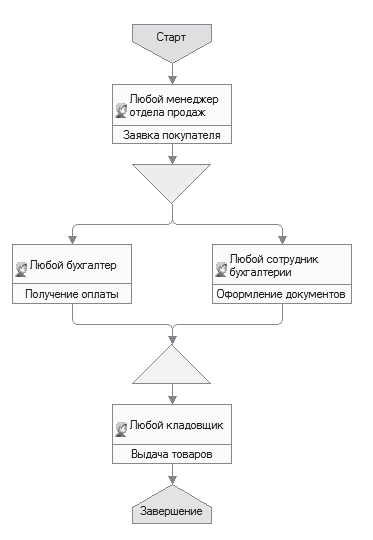 Старт
Любой менеджер
отдела продаж
Заявка покупателя
Любой бухгалтер
Получение оплаты
Любой сотрудник
бухгалтерии
Оформление документов
Любой кладовщик
Выдача товаров
Завершение